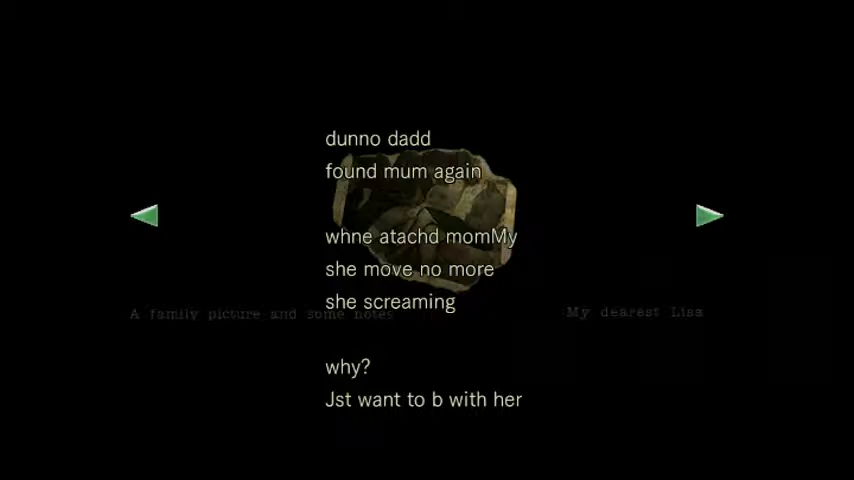 dunno dadd
found mum again
whne atachd momMy
she move no more
she screaming
A family picture and some notes
My dearest Lisa
why?
Jst want to b with her